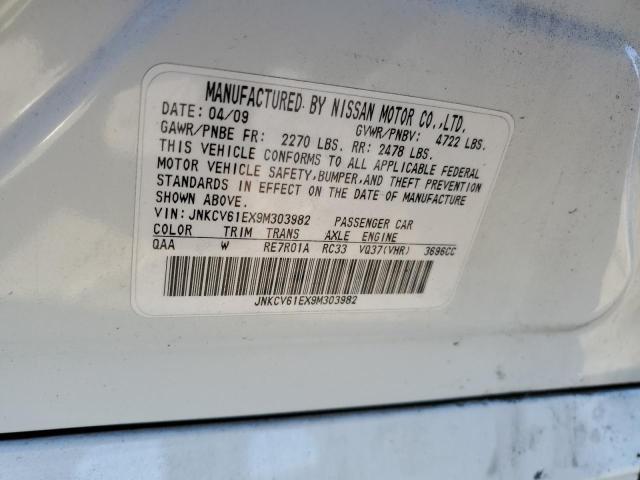 MANUFACTURED BY NISSAN MOTOR CO.,LTD.
DATE: 04/09 GVWR/PNBV: 4722 LBS.
GAWR/PNBE FR: 2270 LBS. RR: 2478 LBS.
THIS VEHICLE CONFORMS TO ALL APPLICABLE FEDERAL
MOTOR VEHICLE SAFETY,BUMPER,AND THEFT PREVENTION
STANDARDS IN EFFECT ON THE DATE OF MANUFACTURE
SHOWN ABOVE.
VIN: JNKCV61EX9M303982 PASSENGER CAR
COLOR TRIM TRANS AXLE ENGINE
QAA W RE7R01A RC33 VQ37(VHR) 3696CC
JNKCV61EX9M303982